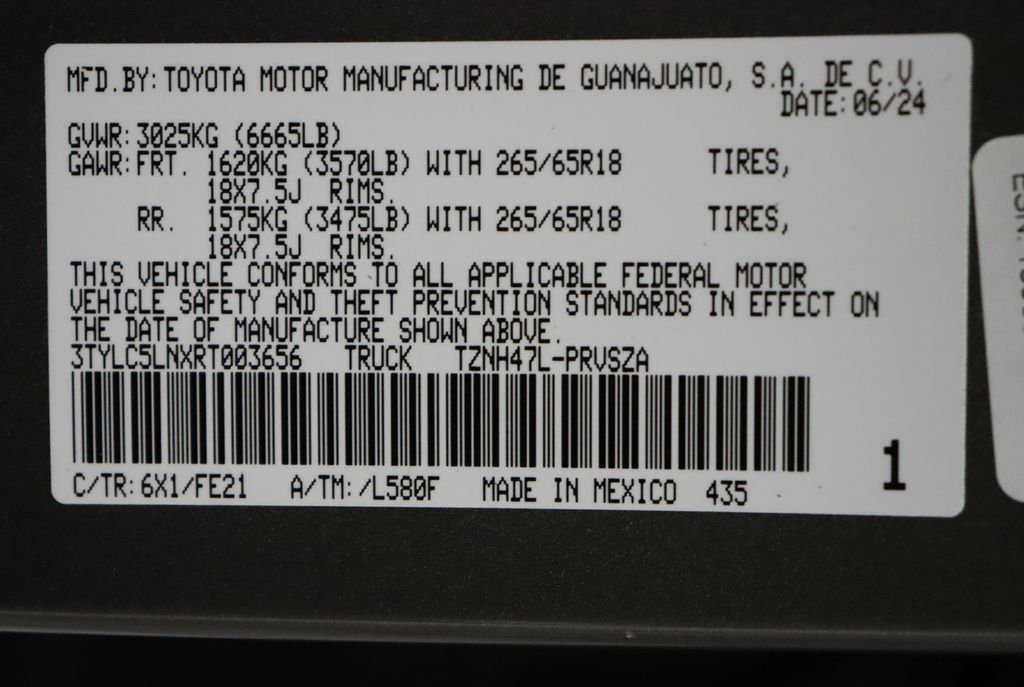 MFD.BY: TOYOTA MOTOR MANUFACTURING DE GUANAJUATO, S.A. DE C.V.
DATE: 06/24
GVWR: 3025KG (6665LB)
GAWR: FRT. 1620KG (3570LB) WITH 265/65R18 TIRES,
18X7.5J RIMS.
RR. 1575KG (3475LB) WITH 265/65R18 TIRES,
18X7.5J RIMS.
THIS VEHICLE CONFORMS TO ALL APPLICABLE FEDERAL MOTOR
VEHICLE SAFETY AND THEFT PREVENTION STANDARDS IN EFFECT ON
THE DATE OF MANUFACTURE SHOWN ABOVE.
3TYLC5LNXRT003656 TRUCK TZNH47L-PRVSZA
C/TR: 6X1/FE21 A/TM: /L580F MADE IN MEXICO 435
1
ESN: